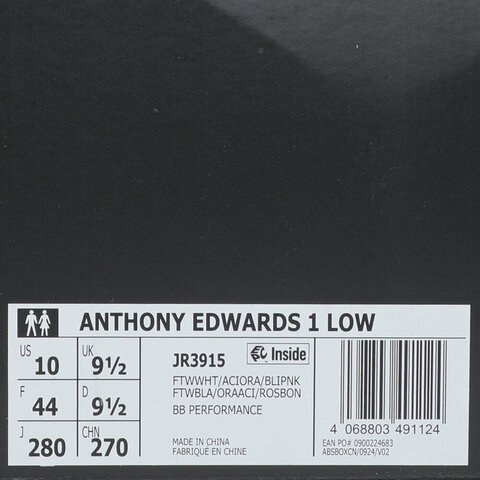 ANTHONY EDWARDS 1 LOW
US 10 UK 9½
F 44 D 9½
J 280 CHN 270
JR3915 Inside
FTWWHT/ACIORA/BLIPNK
FTWBLA/ORAACI/ROSBON
BB PERFORMANCE
MADE IN CHINA
FABRIQUÉ EN CHINE
4 068803 491124
EAN PO# 0900224683
ABSBOXCN/0924/V02